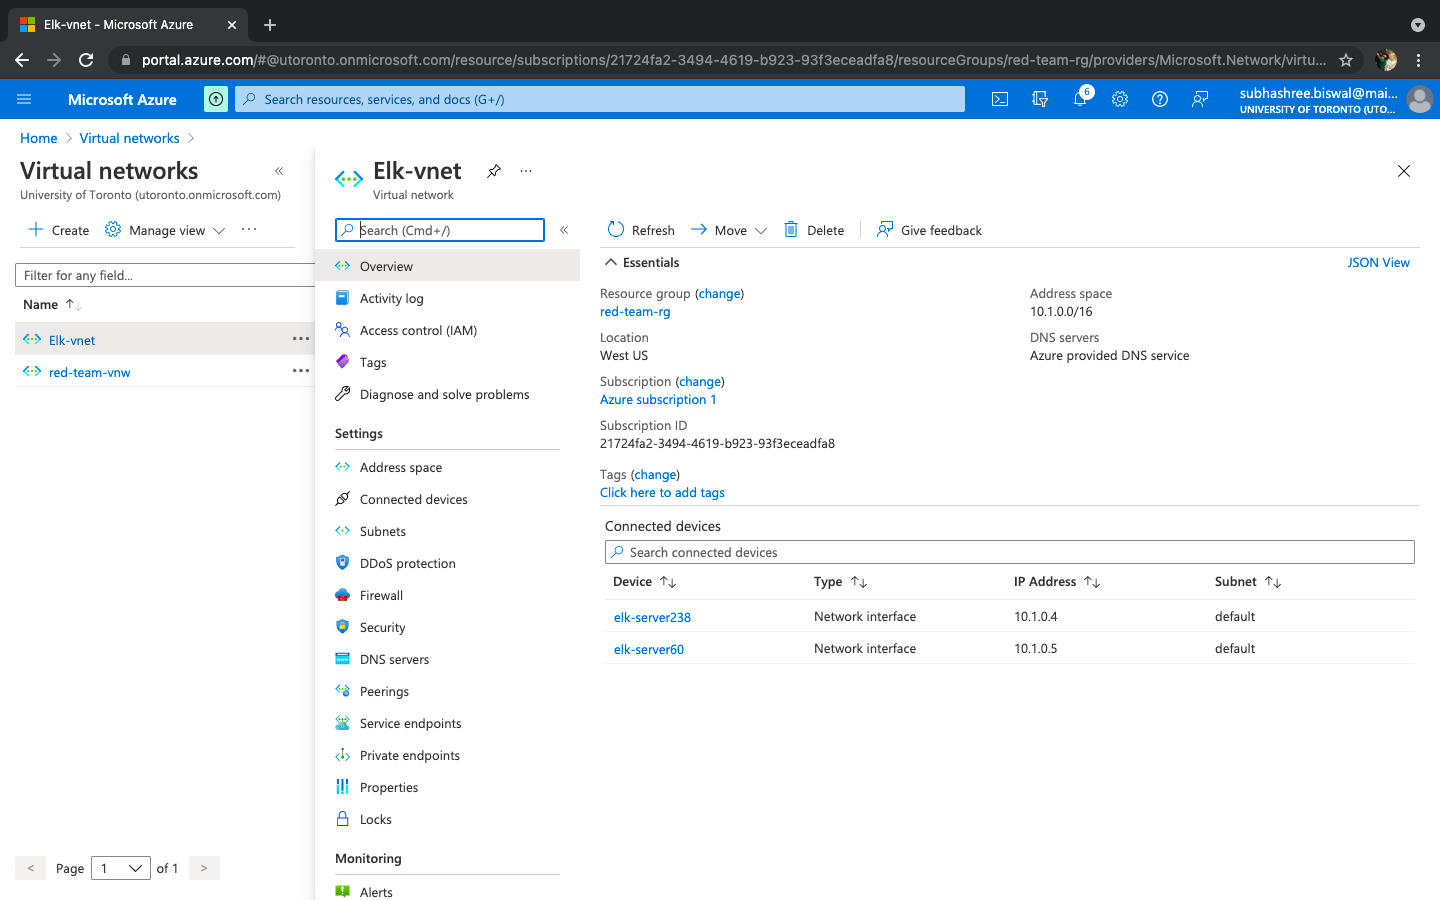 Elk-vnet - Microsoft Azure
portal.azure.com/#@utoronto.onmicrosoft.com/resource/subscriptions/21724fa2-3494-4619-b923-93f3eceadfa8/resourceGroups/red-team-rg/providers/Microsoft.Network/virtu...
Microsoft Azure
Search resources, services, and docs (G+/)
6
subhashree.biswal@mai...
UNIVERSITY OF TORONTO (UTO...
Home > Virtual networks >
Virtual networks «
University of Toronto (utoronto.onmicrosoft.com)
+ Create Manage view ...
Filter for any field...
Name ↑↓
Elk-vnet ...
red-team-vnw ...
< Page 1 of 1 >
Elk-vnet ...
Virtual network
Search (Cmd+/) «
Overview
Activity log
Access control (IAM)
Tags
Diagnose and solve problems
Settings
Address space
Connected devices
Subnets
DDoS protection
Firewall
Security
DNS servers
Peerings
Service endpoints
Private endpoints
Properties
Locks
Monitoring
Alerts
Refresh Move Delete Give feedback
Essentials JSON View
Resource group (change)
red-team-rg
Location
West US
Subscription (change)
Azure subscription 1
Subscription ID
21724fa2-3494-4619-b923-93f3eceadfa8
Tags (change)
Click here to add tags
Address space
10.1.0.0/16
DNS servers
Azure provided DNS service
Connected devices
Search connected devices
Device ↑↓ Type ↑↓ IP Address ↑↓ Subnet ↑↓
elk-server238 Network interface 10.1.0.4 default
elk-server60 Network interface 10.1.0.5 default